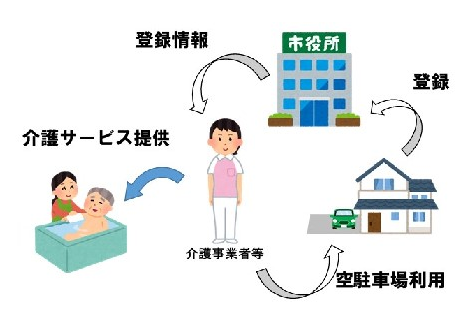 登録情報
市役所
登録
介護サービス提供
介護事業者等
空駐車場利用